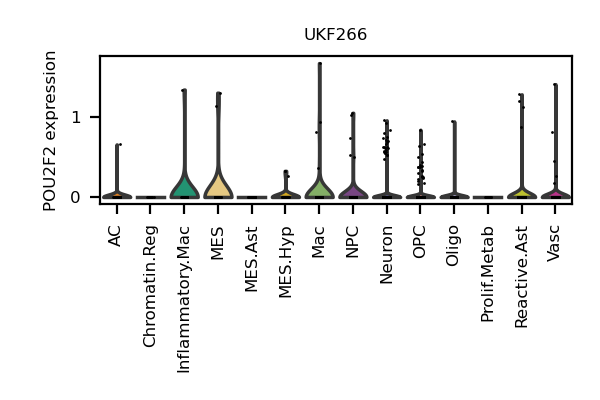 UKF266
POU2F2 expression
1
0
AC
Chromatin.Reg
Inflammatory.Mac
MES
MES.Ast
MES.Hyp
Mac
NPC
Neuron
OPC
Oligo
Prolif.Metab
Reactive.Ast
Vasc